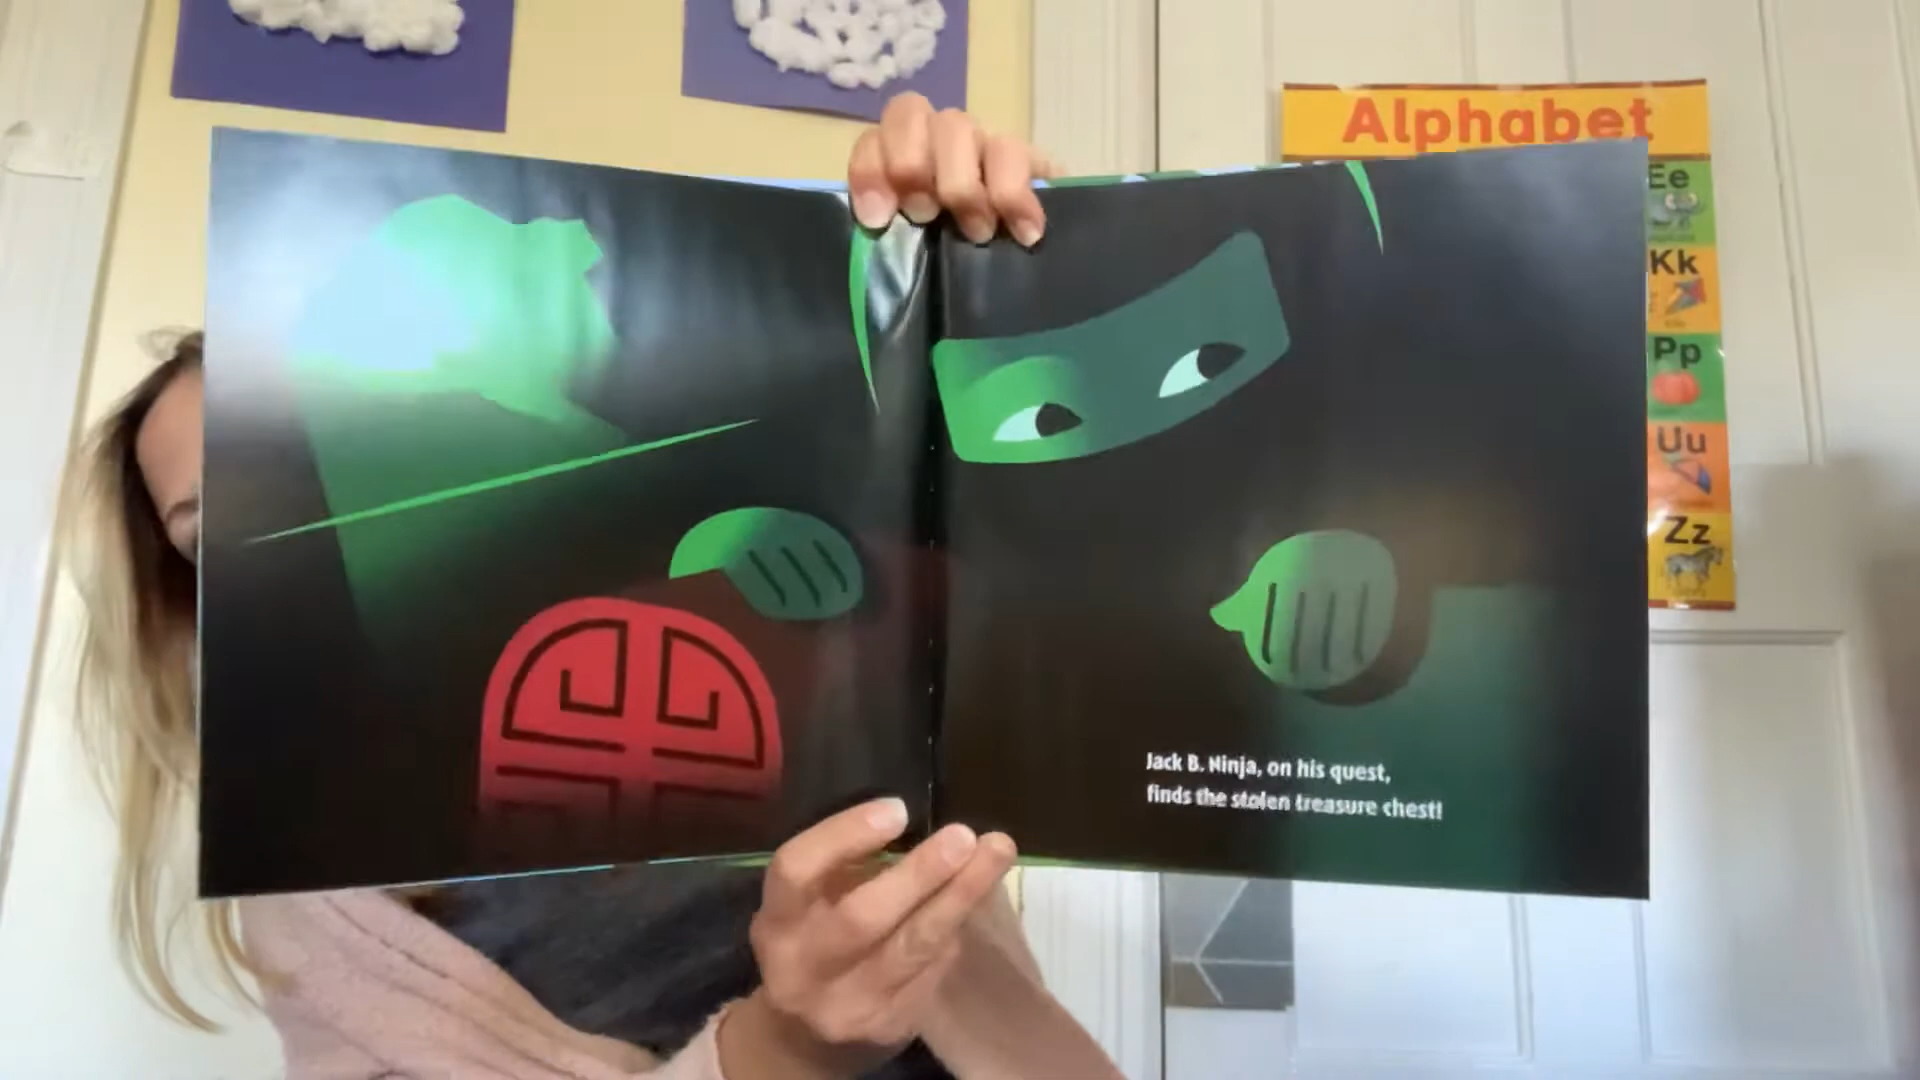 Alphabet
Ee
Kk
Pp
Uu
Zz
Jack B. Ninja, on his quest,
finds the stolen treasure chest!